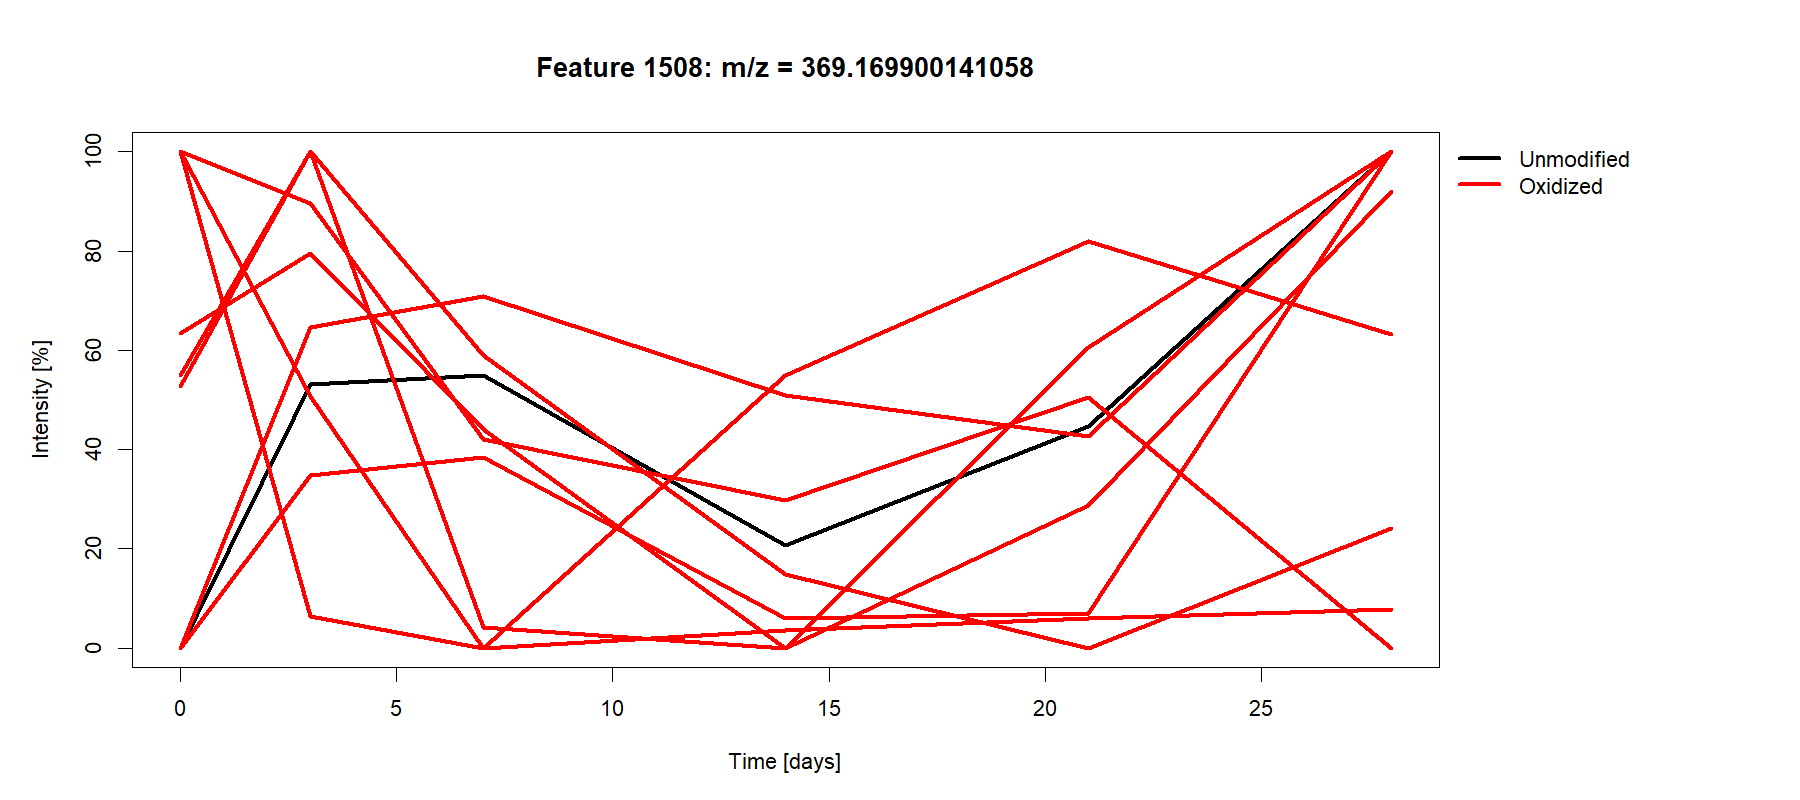 Feature 1508: m/z = 369.169900141058
Unmodified
Oxidized
Intensity [%]
100
80
60
40
20
0
0 5 10 15 20 25
Time [days]